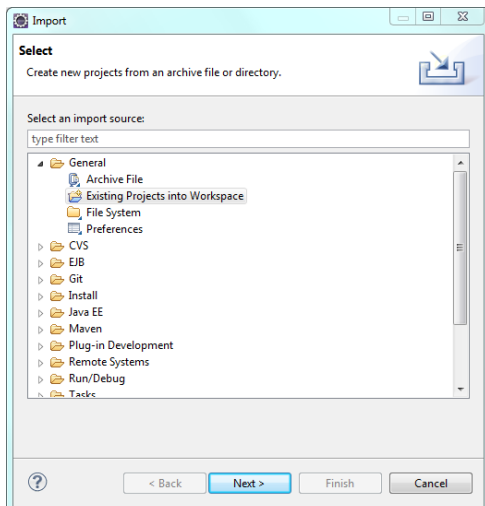 Import
Select
Create new projects from an archive file or directory.
Select an import source:
type filter text
General
Archive File
Existing Projects into Workspace
File System
Preferences
CVS
EJB
Git
Install
Java EE
Maven
Plug-in Development
Remote Systems
Run/Debug
Tasks
?
< Back Next > Finish Cancel